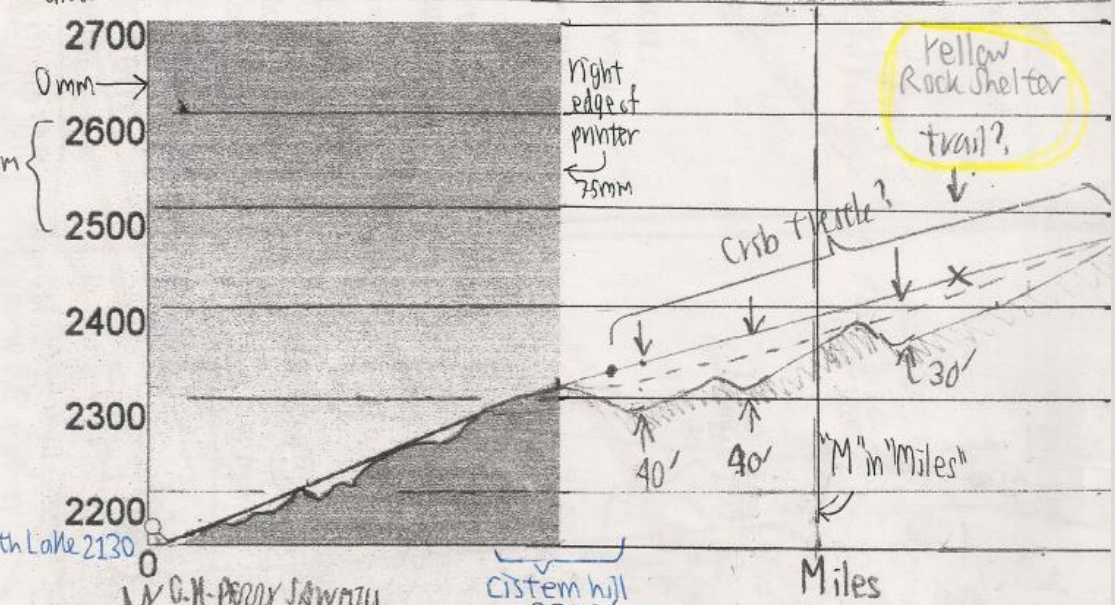 2700
0mm
right
edge of
printer
75mm
Yellow
Rock Shelter
trail?
2600
m
2500
Crib trestle?
2400
2300
30'
40'
40'
"M" in "Miles"
2200
Lake 2130
0
Miles
Cistern hill